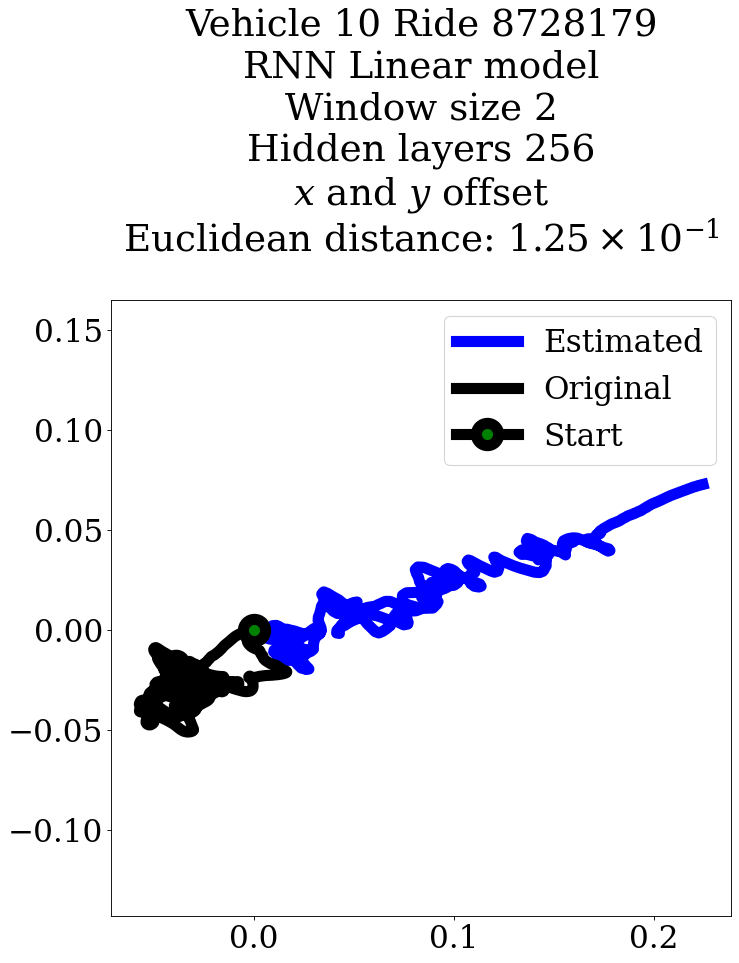 Vehicle 10 Ride 8728179
RNN Linear model
Window size 2
Hidden layers 256
x and y offset
Euclidean distance: 1.25 × 10⁻¹
Estimated
Original
Start
0.15
0.10
0.05
0.00
−0.05
−0.10
0.0 0.1 0.2